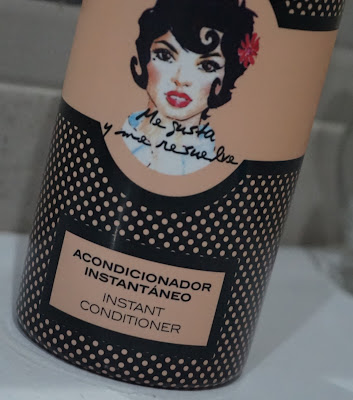 Me gusta
y me resuelve
ACONDICIONADOR
INSTANTÁNEO
INSTANT
CONDITIONER